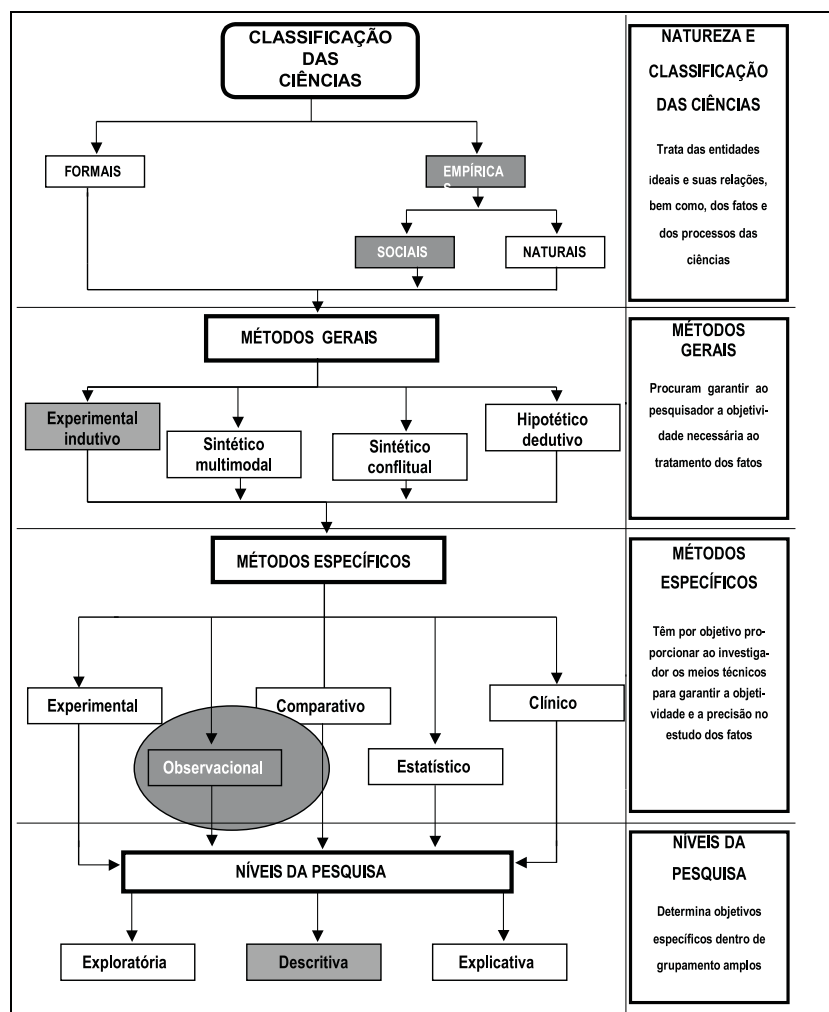 CLASSIFICAÇÃO
DAS
CIÊNCIAS
FORMAIS
EMPÍRICA
S
SOCIAIS
NATURAIS
NATUREZA E
CLASSIFICAÇÃO
DAS CIÊNCIAS
Trata das entidades
ideais e suas relações,
bem como, dos fatos e
dos processos das
ciências
MÉTODOS GERAIS
Experimental
indutivo
Sintético
multimodal
Sintético
conflitual
Hipotético
dedutivo
MÉTODOS
GERAIS
Procuram garantir ao
pesquisador a objetivi-
dade necessária ao
tratamento dos fatos
MÉTODOS ESPECÍFICOS
Experimental
Observacional
Comparativo
Estatístico
Clínico
MÉTODOS
ESPECÍFICOS
Têm por objetivo pro-
porcionar ao investiga-
dor os meios técnicos
para garantir a objeti-
vidade e a precisão no
estudo dos fatos
NÍVEIS DA PESQUISA
Exploratória
Descritiva
Explicativa
NÍVEIS DA
PESQUISA
Determina objetivos
específicos dentro de
grupamento amplos